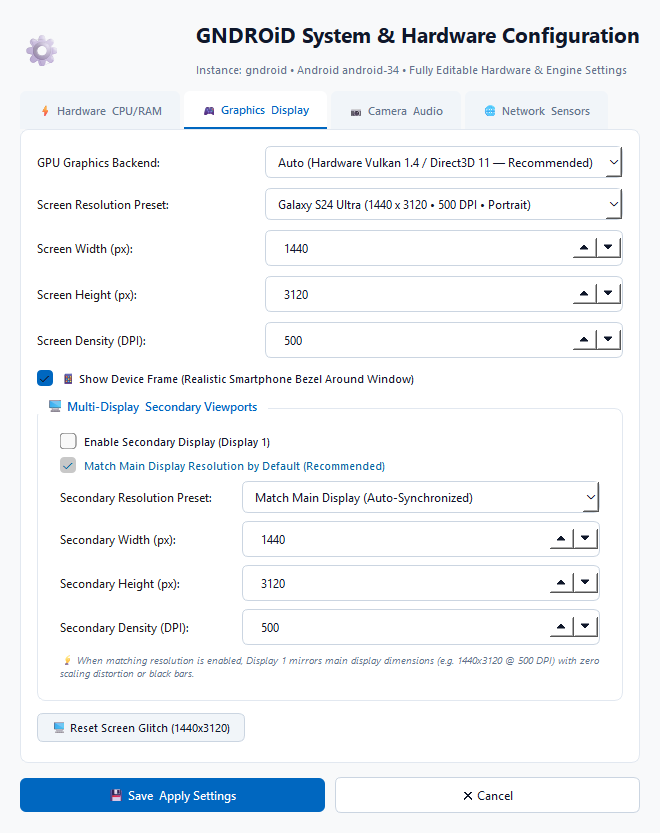 GNDROiD System & Hardware Configuration
Instance: gndroid • Android android-34 • Fully Editable Hardware & Engine Settings
Hardware CPU/RAM
Graphics Display
Camera Audio
Network Sensors
GPU Graphics Backend:
Auto (Hardware Vulkan 1.4 / Direct3D 11 — Recommended)
Screen Resolution Preset:
Galaxy S24 Ultra (1440 x 3120 • 500 DPI • Portrait)
Screen Width (px):
1440
Screen Height (px):
3120
Screen Density (DPI):
500
Show Device Frame (Realistic Smartphone Bezel Around Window)
Multi-Display Secondary Viewports
Enable Secondary Display (Display 1)
Match Main Display Resolution by Default (Recommended)
Secondary Resolution Preset:
Match Main Display (Auto-Synchronized)
Secondary Width (px):
1440
Secondary Height (px):
3120
Secondary Density (DPI):
500
When matching resolution is enabled, Display 1 mirrors main display dimensions (e.g. 1440x3120 @ 500 DPI) with zero
scaling distortion or black bars.
Reset Screen Glitch (1440x3120)
Save Apply Settings
✕ Cancel